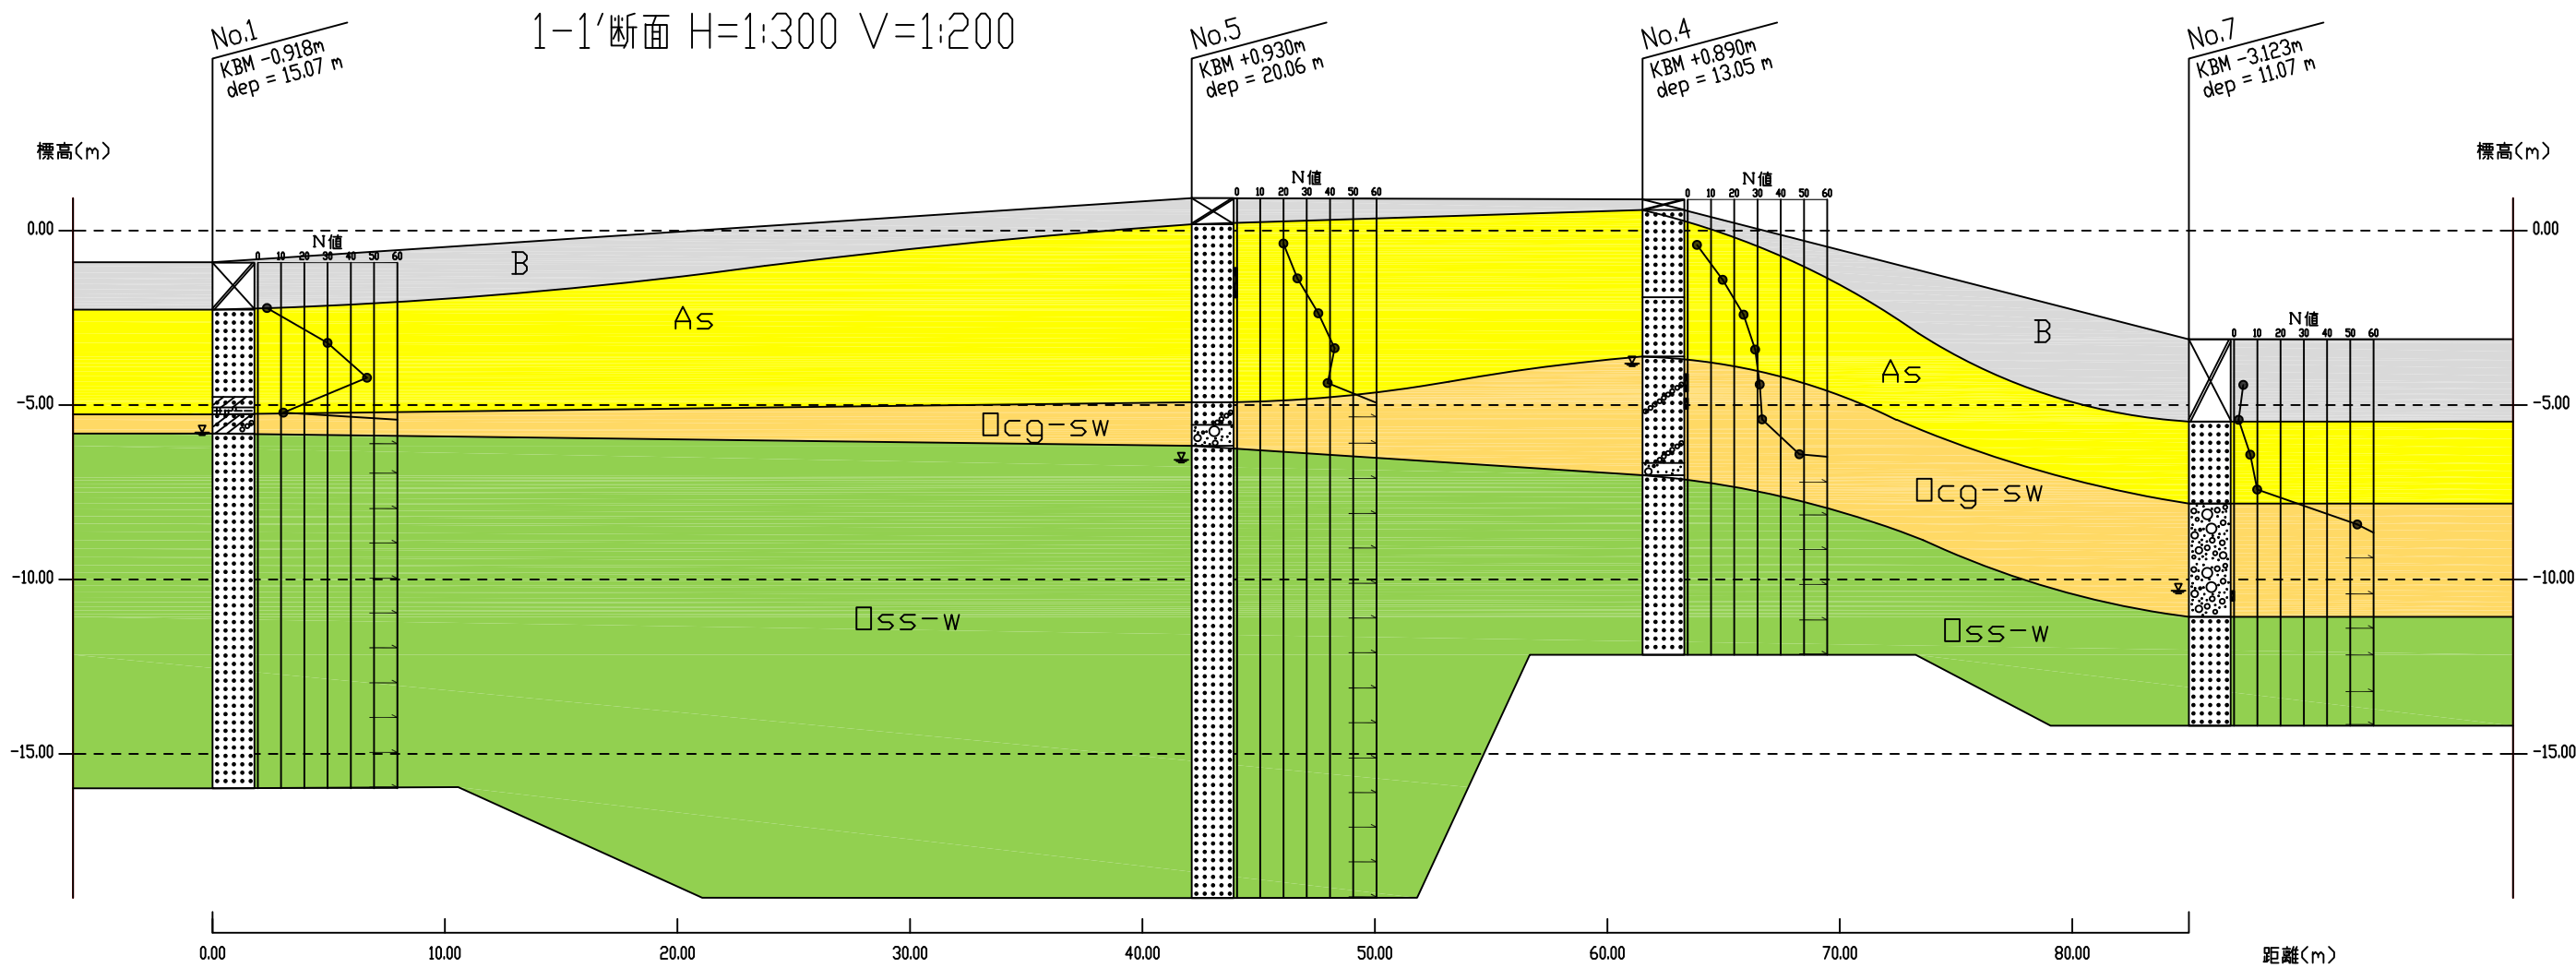 1-1′断面 H=1:300 V=1:200
No.1
KBM -0.918m
dep = 15.07 m
No.5
KBM +0.930m
dep = 20.06 m
No.4
KBM +0.890m
dep = 13.05 m
No.7
KBM -3.123m
dep = 11.07 m
標高(m)
標高(m)
N値
0 10 20 30 40 50 60
N値
0 10 20 30 40 50 60
N値
0 10 20 30 40 50 60
N値
0 10 20 30 40 50 60
0.00
-5.00
-10.00
-15.00
0.00
-5.00
-10.00
-15.00
B
As
B
As
□cg-sw
□cg-sw
□ss-w
□ss-w
0.00 10.00 20.00 30.00 40.00 50.00 60.00 70.00 80.00 距離(m)